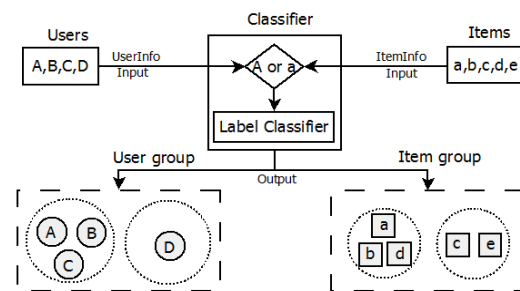 Classifier
Users
Items
UserInfo
Input
ItemInfo
Input
A,B,C,D
A or a
a,b,c,d,e
Label Classifier
User group
Item group
Output
A
B
C
D
a
b
d
c
e